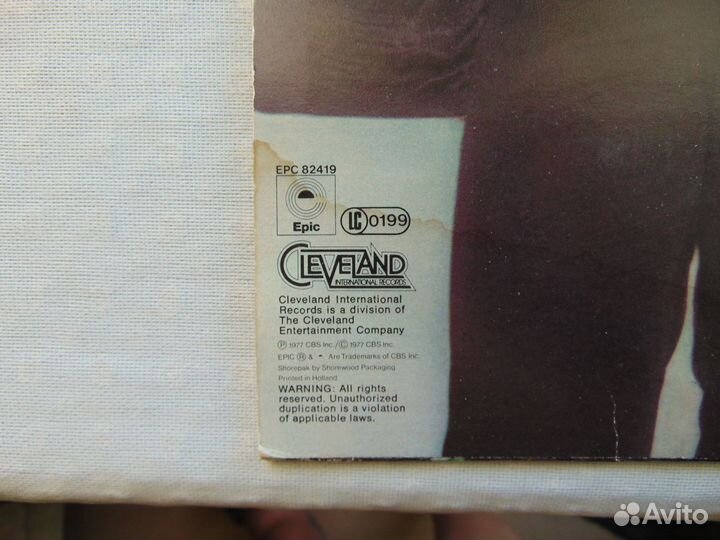 EPC 82419
Epic
LC 0199
CLEVELAND
INTERNATIONAL RECORDS
Cleveland International
Records is a division of
The Cleveland
Entertainment Company
Ⓟ 1977 CBS Inc./Ⓒ 1977 CBS Inc.
EPIC ® & Are Trademarks of CBS Inc.
Shorepak by Shorewood Packaging
Printed in Holland.
WARNING: All rights
reserved. Unauthorized
duplication is a violation
of applicable laws.
Avito